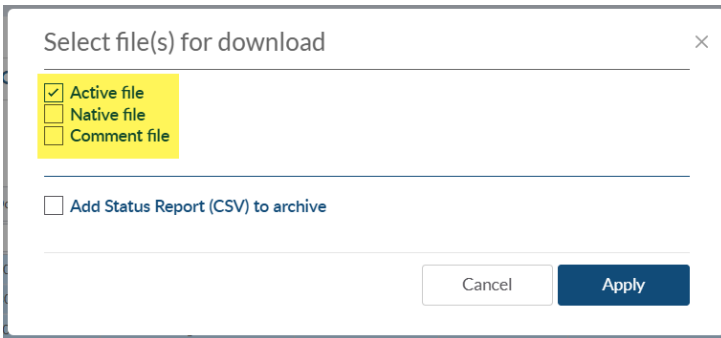 Select file(s) for download
Active file
Native file
Comment file
Add Status Report (CSV) to archive
Cancel Apply